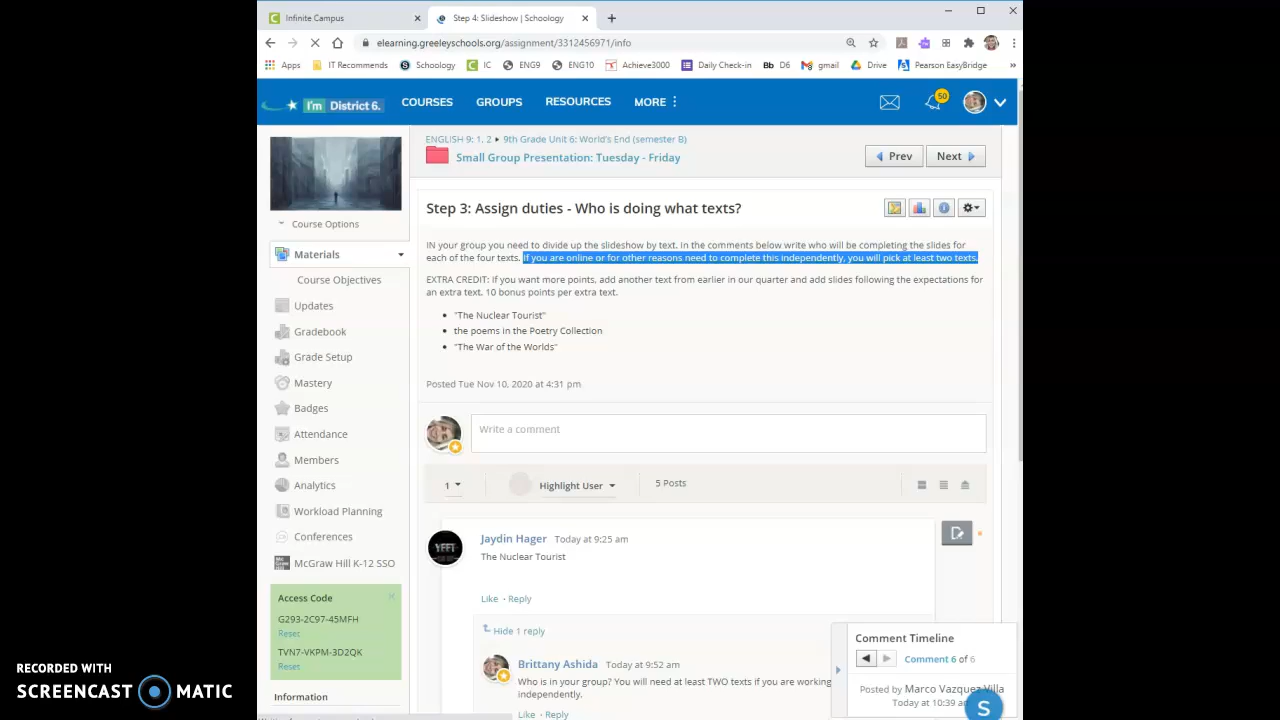 Infinite Campus
Step 4: Slideshow | Schoology
elearning.greeleyschools.org/assignment/3312456971/info
Apps IT Recommends Schoology IC ENG9 ENG10 Achieve3000 Daily Check-in Bb D6 gmail Drive Pearson EasyBridge »
I'm District 6. COURSES GROUPS RESOURCES MORE 50
ENGLISH 9: 1, 2 ▸ 9th Grade Unit 6: World's End (semester B)
Small Group Presentation: Tuesday - Friday
Prev Next
Course Options
Materials
Course Objectives
Updates
Gradebook
Grade Setup
Mastery
Badges
Attendance
Members
Analytics
Workload Planning
Conferences
McGraw Hill K-12 SSO
Access Code
G293-2C97-45MFH
Reset
TVN7-VKPM-3D2QK
Reset
Information
Step 3: Assign duties - Who is doing what texts?
IN your group you need to divide up the slideshow by text. In the comments below write who will be completing the slides for
each of the four texts. If you are online or for other reasons need to complete this independently, you will pick at least two texts.
EXTRA CREDIT: if you want more points, add another text from earlier in our quarter and add slides following the expectations for
an extra text. 10 bonus points per extra text.
• "The Nuclear Tourist"
• the poems in the Poetry Collection
• "The War of the Worlds"
Posted Tue Nov 10, 2020 at 4:31 pm
Write a comment
1 Highlight User 5 Posts
YEET
Jaydin Hager Today at 9:25 am
The Nuclear Tourist
Like · Reply
Hide 1 reply
Brittany Ashida Today at 9:52 am
Who is in your group? You will need at least TWO texts if you are working
independently.
Like · Reply
Comment Timeline
Comment 6 of 6
Posted by Marco Vazquez Villa
Today at 10:39 am
S
RECORDED WITH
SCREENCAST MATIC